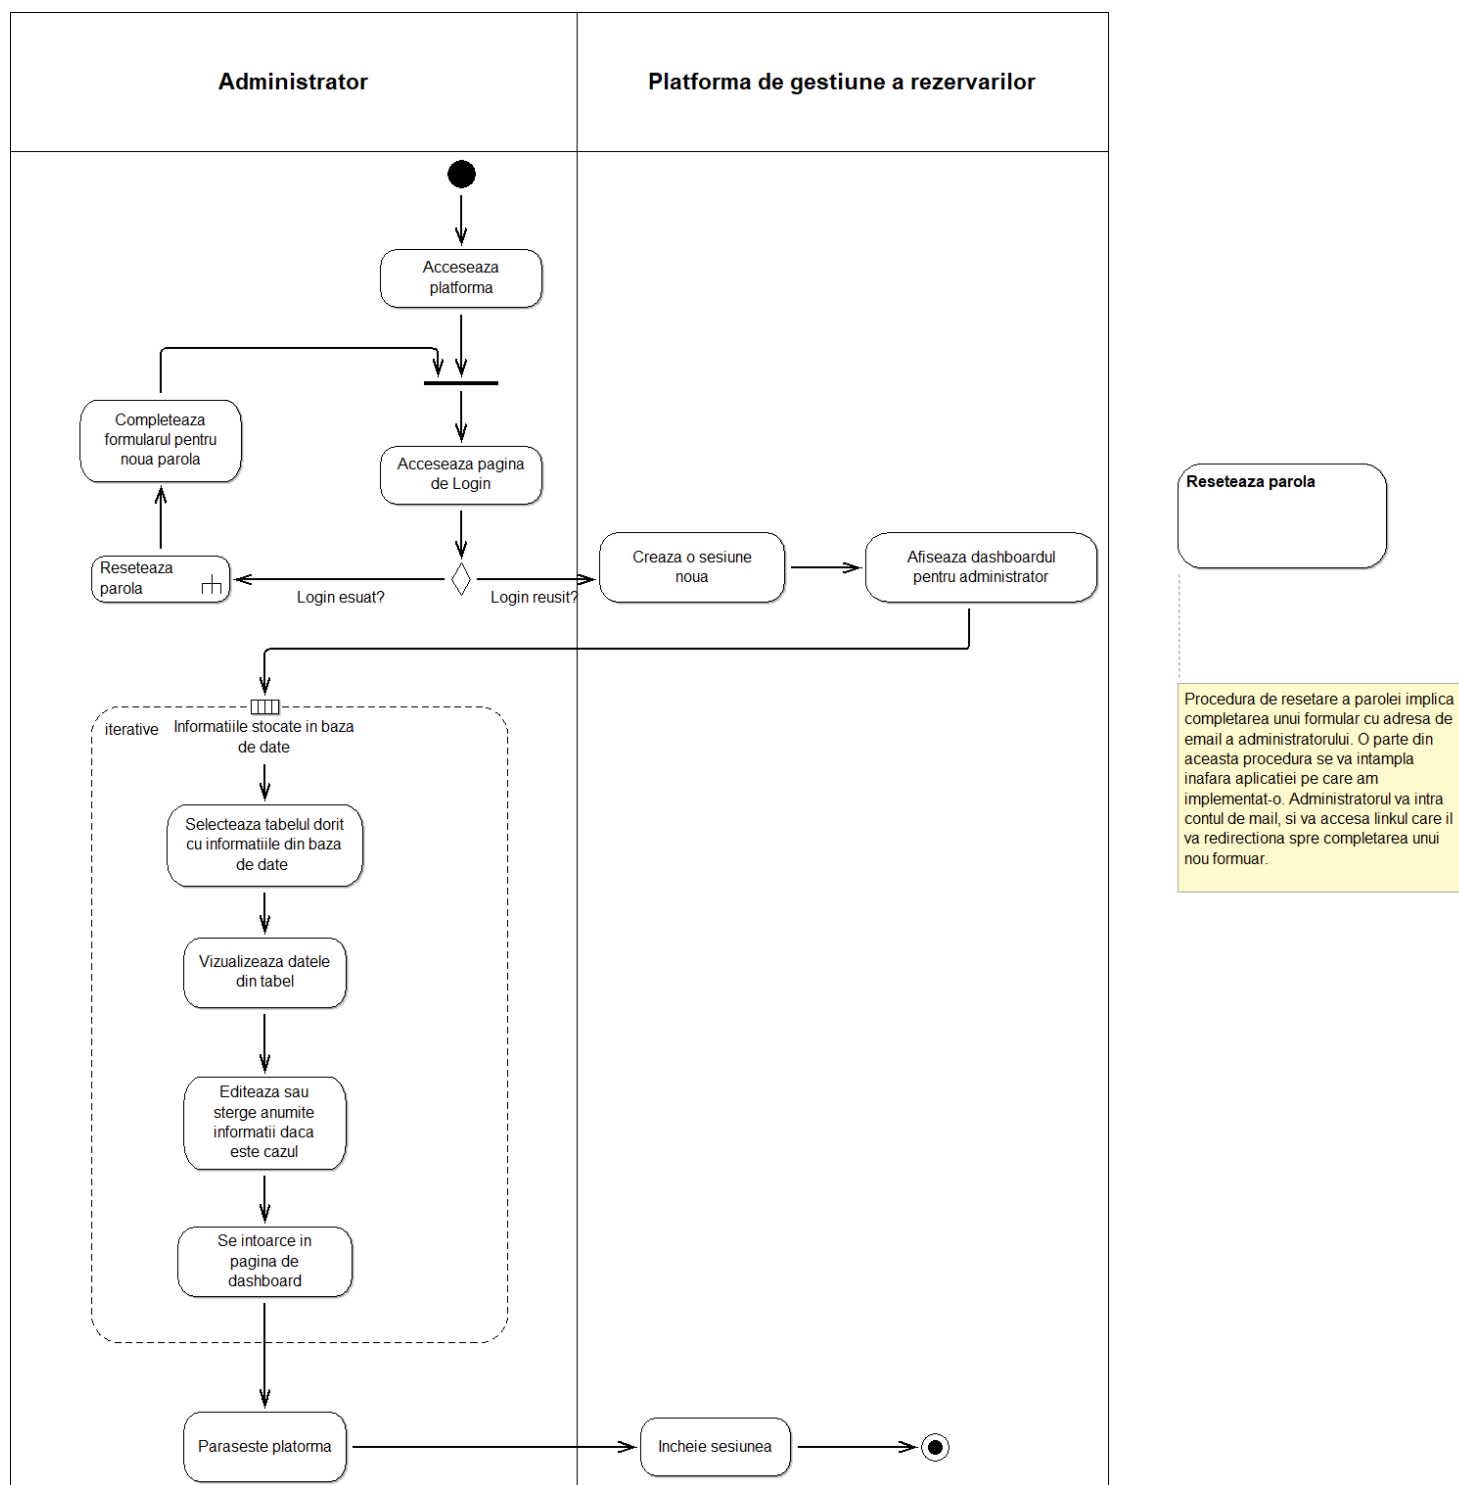 Administrator
Platforma de gestiune a rezervarilor
Acceseaza
platforma
Completeaza
formularul pentru
noua parola
Acceseaza pagina
de Login
Reseteaza
parola
Login esuat?
Login reusit?
Creaza o sesiune
noua
Afiseaza dashboardul
pentru administrator
Reseteaza parola
iterative
Informatiile stocate in baza
de date
Procedura de resetare a parolei implica
completarea unui formular cu adresa de
email a administratorului. O parte din
aceasta procedura se va intampla
inafara aplicatiei pe care am
implementat-o. Administratorul va intra
contul de mail, si va accesa linkul care il
va redirectiona spre completarea unui
nou formuar.
Selecteaza tabelul dorit
cu informatiile din baza
de date
Vizualizeaza datele
din tabel
Editeaza sau
sterge anumite
informatii daca
este cazul
Se intoarce in
pagina de
dashboard
Paraseste platorma
Incheie sesiunea